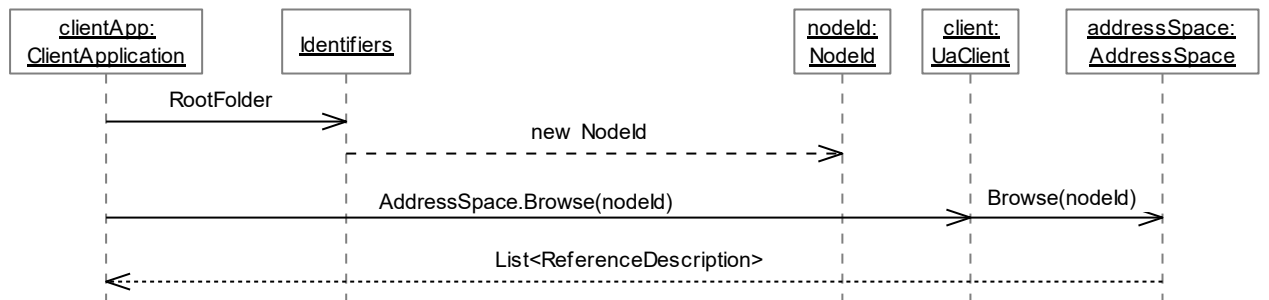 clientApp:
ClientApplication
Identifiers
nodeId:
NodeId
client:
UaClient
addressSpace:
AddressSpace
RootFolder
new NodeId
AddressSpace.Browse(nodeId)
Browse(nodeId)
List<ReferenceDescription>